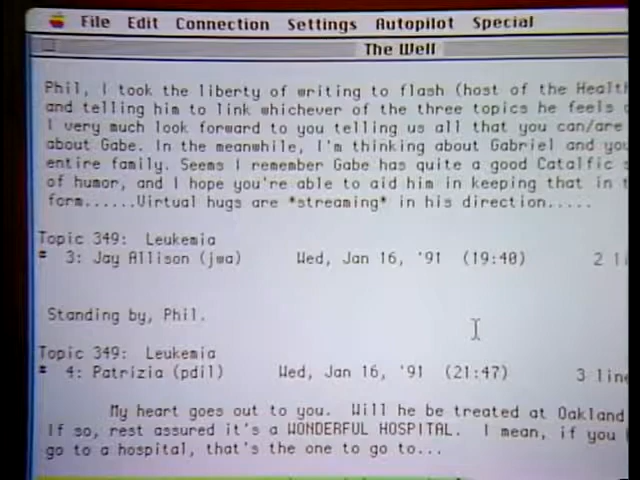 File Edit Connection Settings Autopilot Special
The Well
Phil, I took the liberty of writing to flash (host of the Health
and telling him to link whichever of the three topics he feels
I very much look forward to you telling us all that you can/are
about Gabe. In the meanwhile, I'm thinking about Gabriel and you
entire family. Seems I remember Gabe has quite a good Catalfic
of humor, and I hope you're able to aid him in keeping that in
form......Virtual hugs are *streaming* in his direction.....
Topic 349: Leukemia
# 3: Jay Allison (jwa) Wed, Jan 16, '91 (19:40) 2
Standing by, Phil.
Topic 349: Leukemia
# 4: Patrizia (pdil) Wed, Jan 16, '91 (21:47) 3 line
My heart goes out to you. Will he be treated at Oakland
If so, rest assured it's a WONDERFUL HOSPITAL. I mean, if you
go to a hospital, that's the one to go to...